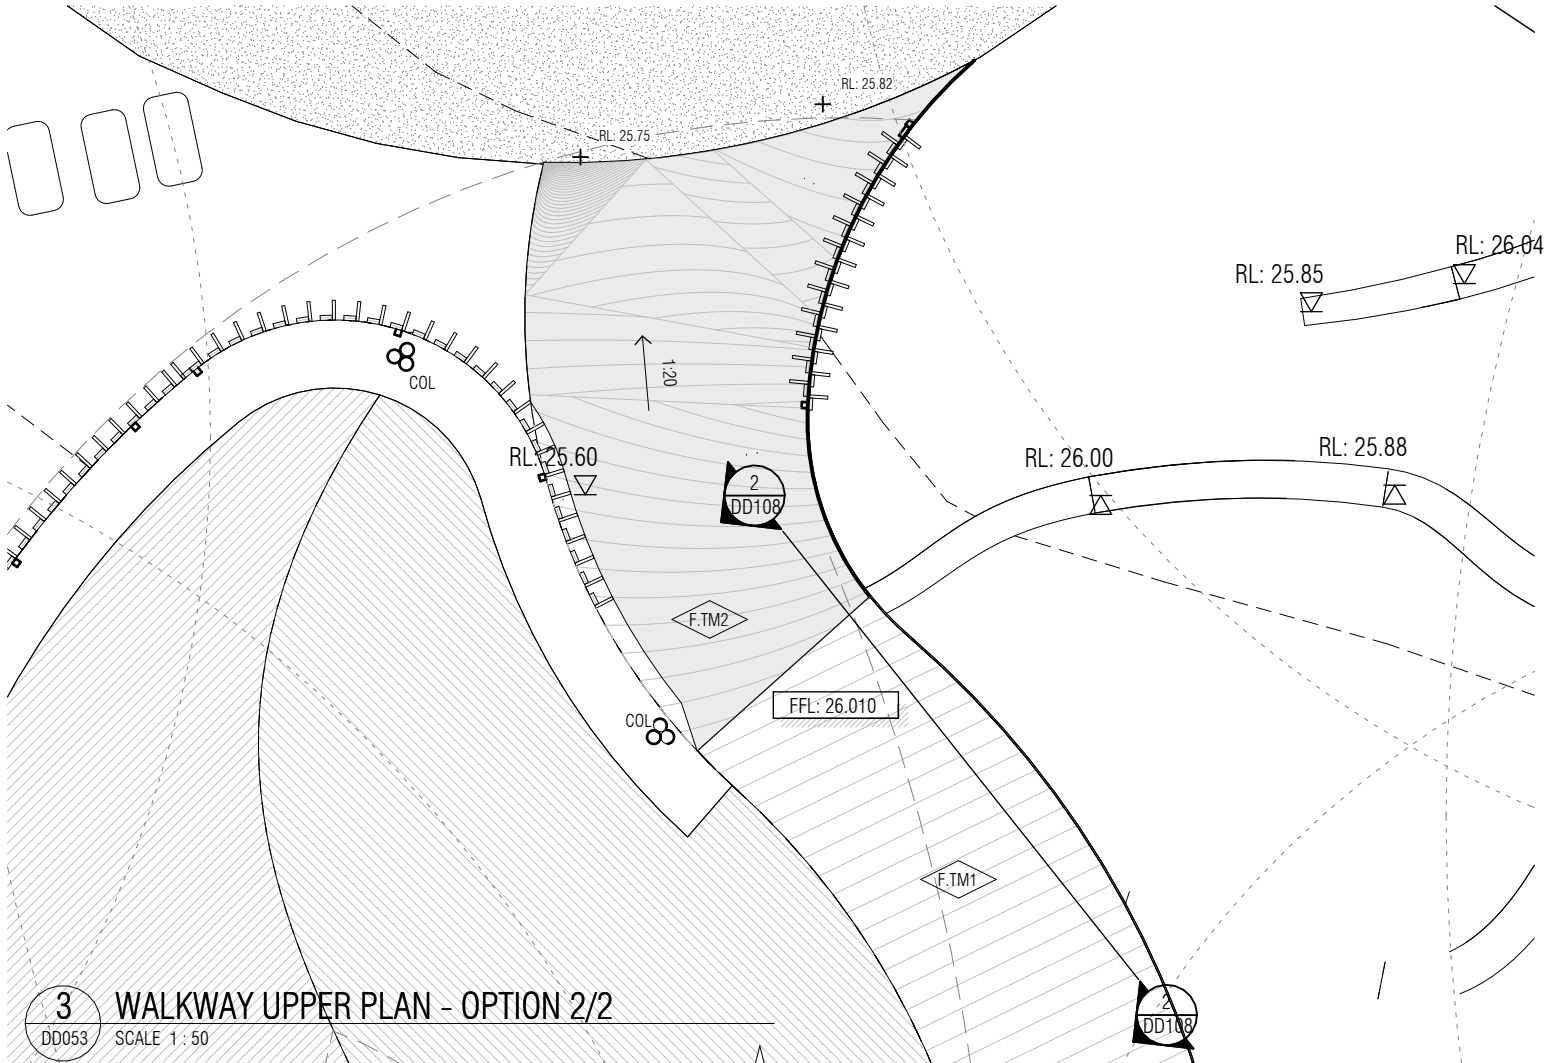 RL: 25.82
RL: 25.75
RL: 26.04
RL: 25.85
1:20
COL
RL: 25.60
RL: 26.00
RL: 25.88
2
DD108
F.TM2
FFL: 26.010
COL
F.TM1
2
DD108
3
DD053
WALKWAY UPPER PLAN - OPTION 2/2
SCALE 1 : 50